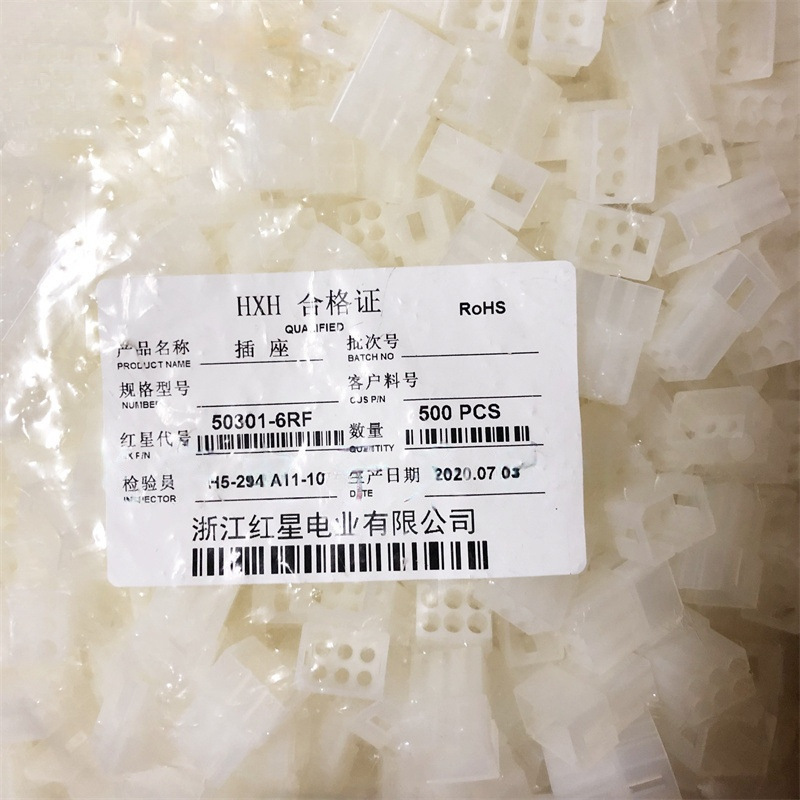 HXH 合格证 RoHS
QUALIFIED
产品名称 插座 批次号
PRODUCT NAME BATCH NO
规格型号 客户料号
NUMBER CUS P/N
红星代号 50301-6RF 数量 500 PCS
P/N QUANTITY
检验员 H5-294 A11-10 生产日期 2020.07 03
INSPECTOR DATE
浙江红星电业有限公司